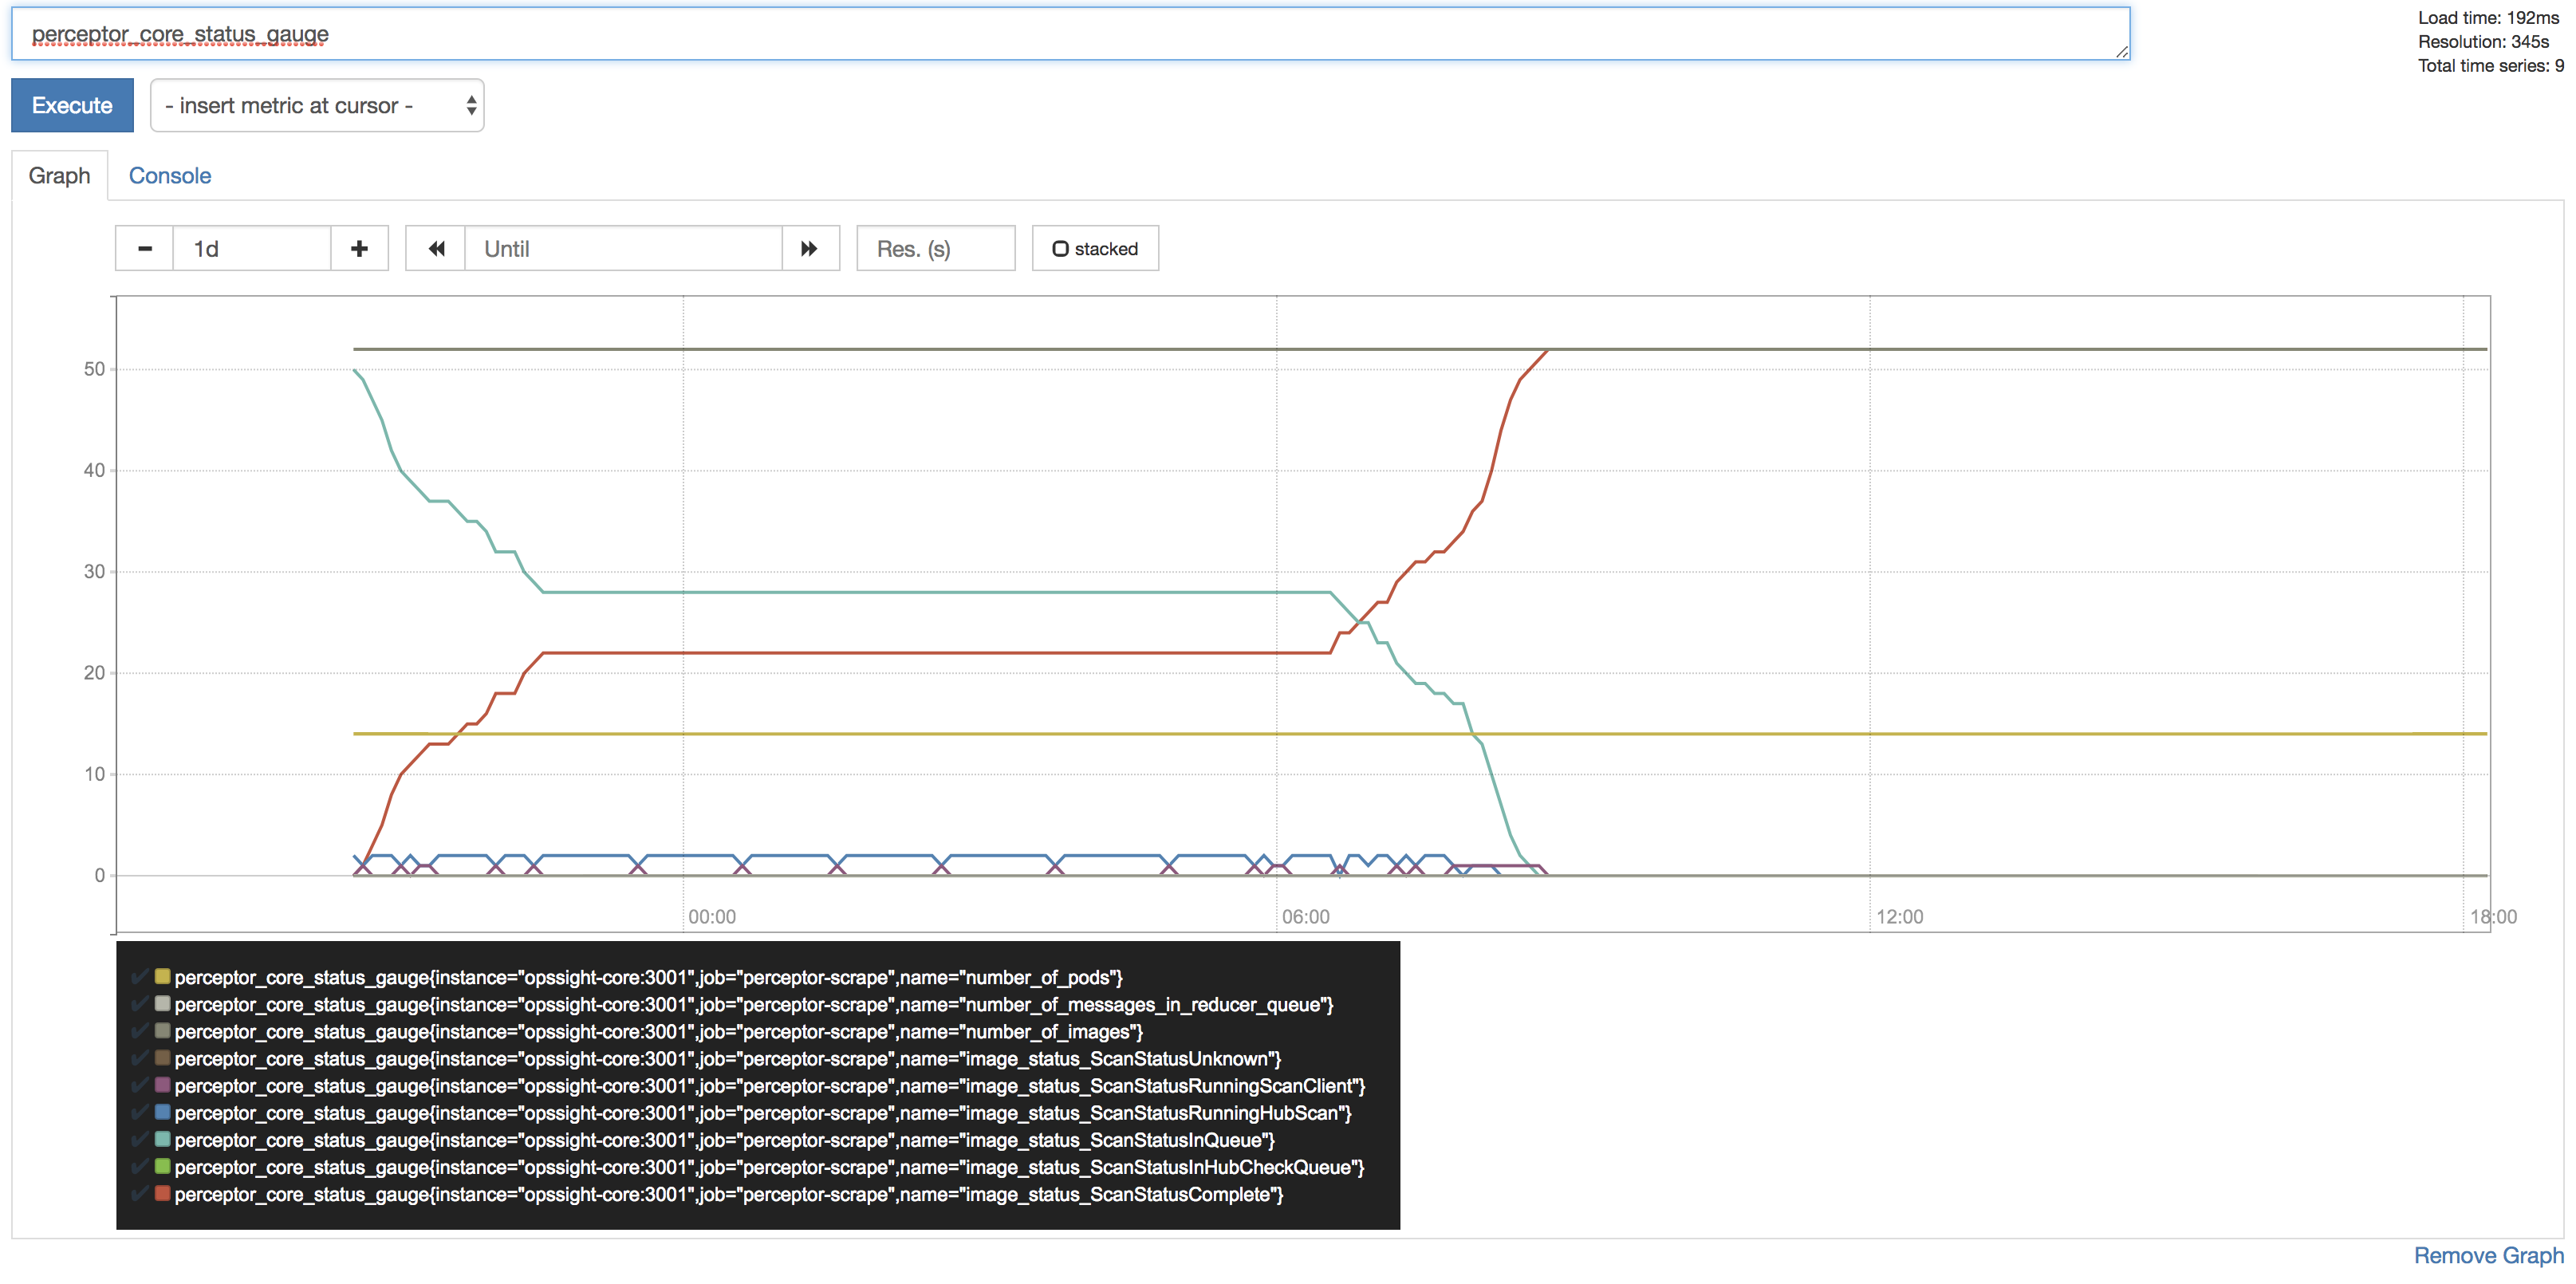 perceptor_core_status_gauge
Load time: 192ms
Resolution: 345s
Total time series: 9
Execute
- insert metric at cursor -
Graph
Console
1d
Until
Res. (s)
stacked
50
40
30
20
10
0
00:00
06:00
12:00
18:00
perceptor_core_status_gauge{instance="opssight-core:3001",job="perceptor-scrape",name="number_of_pods"}
perceptor_core_status_gauge{instance="opssight-core:3001",job="perceptor-scrape",name="number_of_messages_in_reducer_queue"}
perceptor_core_status_gauge{instance="opssight-core:3001",job="perceptor-scrape",name="number_of_images"}
perceptor_core_status_gauge{instance="opssight-core:3001",job="perceptor-scrape",name="image_status_ScanStatusUnknown"}
perceptor_core_status_gauge{instance="opssight-core:3001",job="perceptor-scrape",name="image_status_ScanStatusRunningScanClient"}
perceptor_core_status_gauge{instance="opssight-core:3001",job="perceptor-scrape",name="image_status_ScanStatusRunningHubScan"}
perceptor_core_status_gauge{instance="opssight-core:3001",job="perceptor-scrape",name="image_status_ScanStatusInQueue"}
perceptor_core_status_gauge{instance="opssight-core:3001",job="perceptor-scrape",name="image_status_ScanStatusInHubCheckQueue"}
perceptor_core_status_gauge{instance="opssight-core:3001",job="perceptor-scrape",name="image_status_ScanStatusComplete"}
Remove Graph